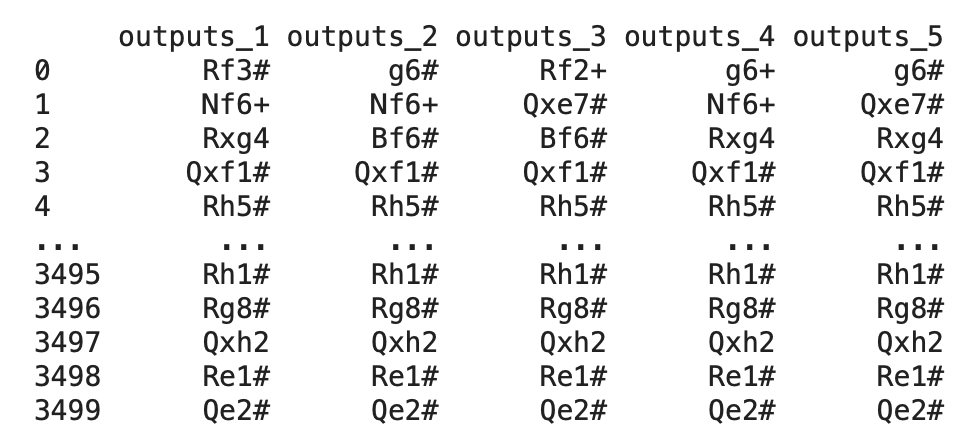 outputs_1 outputs_2 outputs_3 outputs_4 outputs_5
0 Rf3# g6# Rf2+ g6+ g6#
1 Nf6+ Nf6+ Qxe7# Nf6+ Qxe7#
2 Rxg4 Bf6# Bf6# Rxg4 Rxg4
3 Qxf1# Qxf1# Qxf1# Qxf1# Qxf1#
4 Rh5# Rh5# Rh5# Rh5# Rh5#
... ... ... ... ... ...
3495 Rh1# Rh1# Rh1# Rh1# Rh1#
3496 Rg8# Rg8# Rg8# Rg8# Rg8#
3497 Qxh2 Qxh2 Qxh2 Qxh2 Qxh2
3498 Re1# Re1# Re1# Re1# Re1#
3499 Qe2# Qe2# Qe2# Qe2# Qe2#